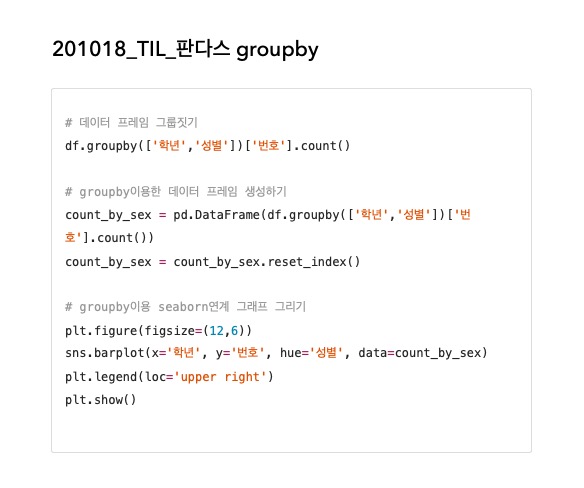 201018_TIL_판다스 groupby
# 데이터 프레임 그룹짓기
df.groupby(['학년','성별'])['번호'].count()
# groupby이용한 데이터 프레임 생성하기
count_by_sex = pd.DataFrame(df.groupby(['학년','성별'])['번
호'].count())
count_by_sex = count_by_sex.reset_index()
# groupby이용 seaborn연계 그래프 그리기
plt.figure(figsize=(12,6))
sns.barplot(x='학년', y='번호', hue='성별', data=count_by_sex)
plt.legend(loc='upper right')
plt.show()